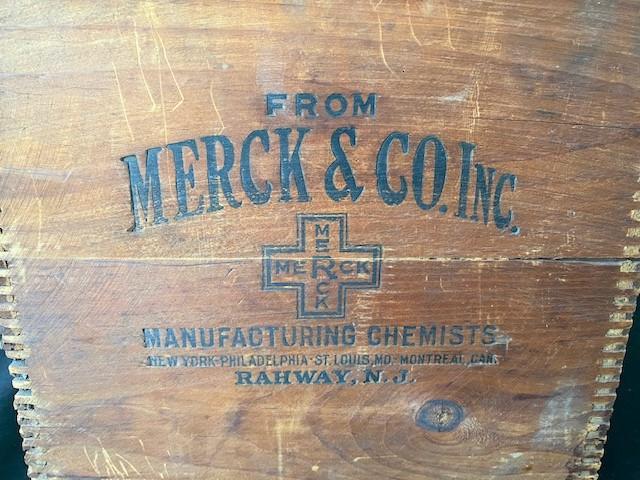 FROM
MERCK & CO. INC.
MERCK
MERCK
MANUFACTURING CHEMISTS
NEW YORK-PHILADELPHIA-ST. LOUIS, MO.-MONTREAL, CAN.
RAHWAY, N. J.